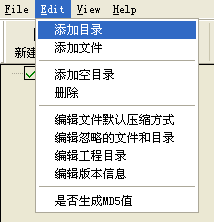 File Edit View Help
添加目录
添加文件
新建
添加空目录
删除
编辑文件默认压缩方式
编辑忽略的文件和目录
编辑工程目录
编辑版本信息
是否生成MD5值